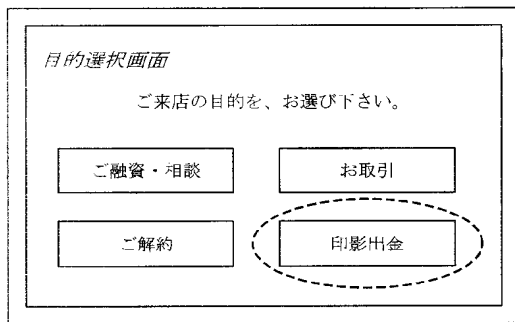 目的選択画面
ご来店の目的を、お選び下さい。
ご融資・相談
お取引
ご解約
印影出金